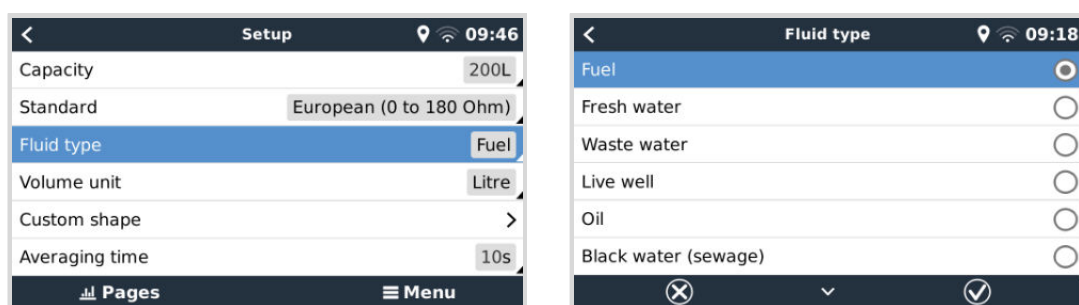 Setup 09:46
Capacity 200L
Standard European (0 to 180 Ohm)
Fluid type Fuel
Volume unit Litre
Custom shape
Averaging time 10s
Pages Menu
Fluid type 09:18
Fuel
Fresh water
Waste water
Live well
Oil
Black water (sewage)